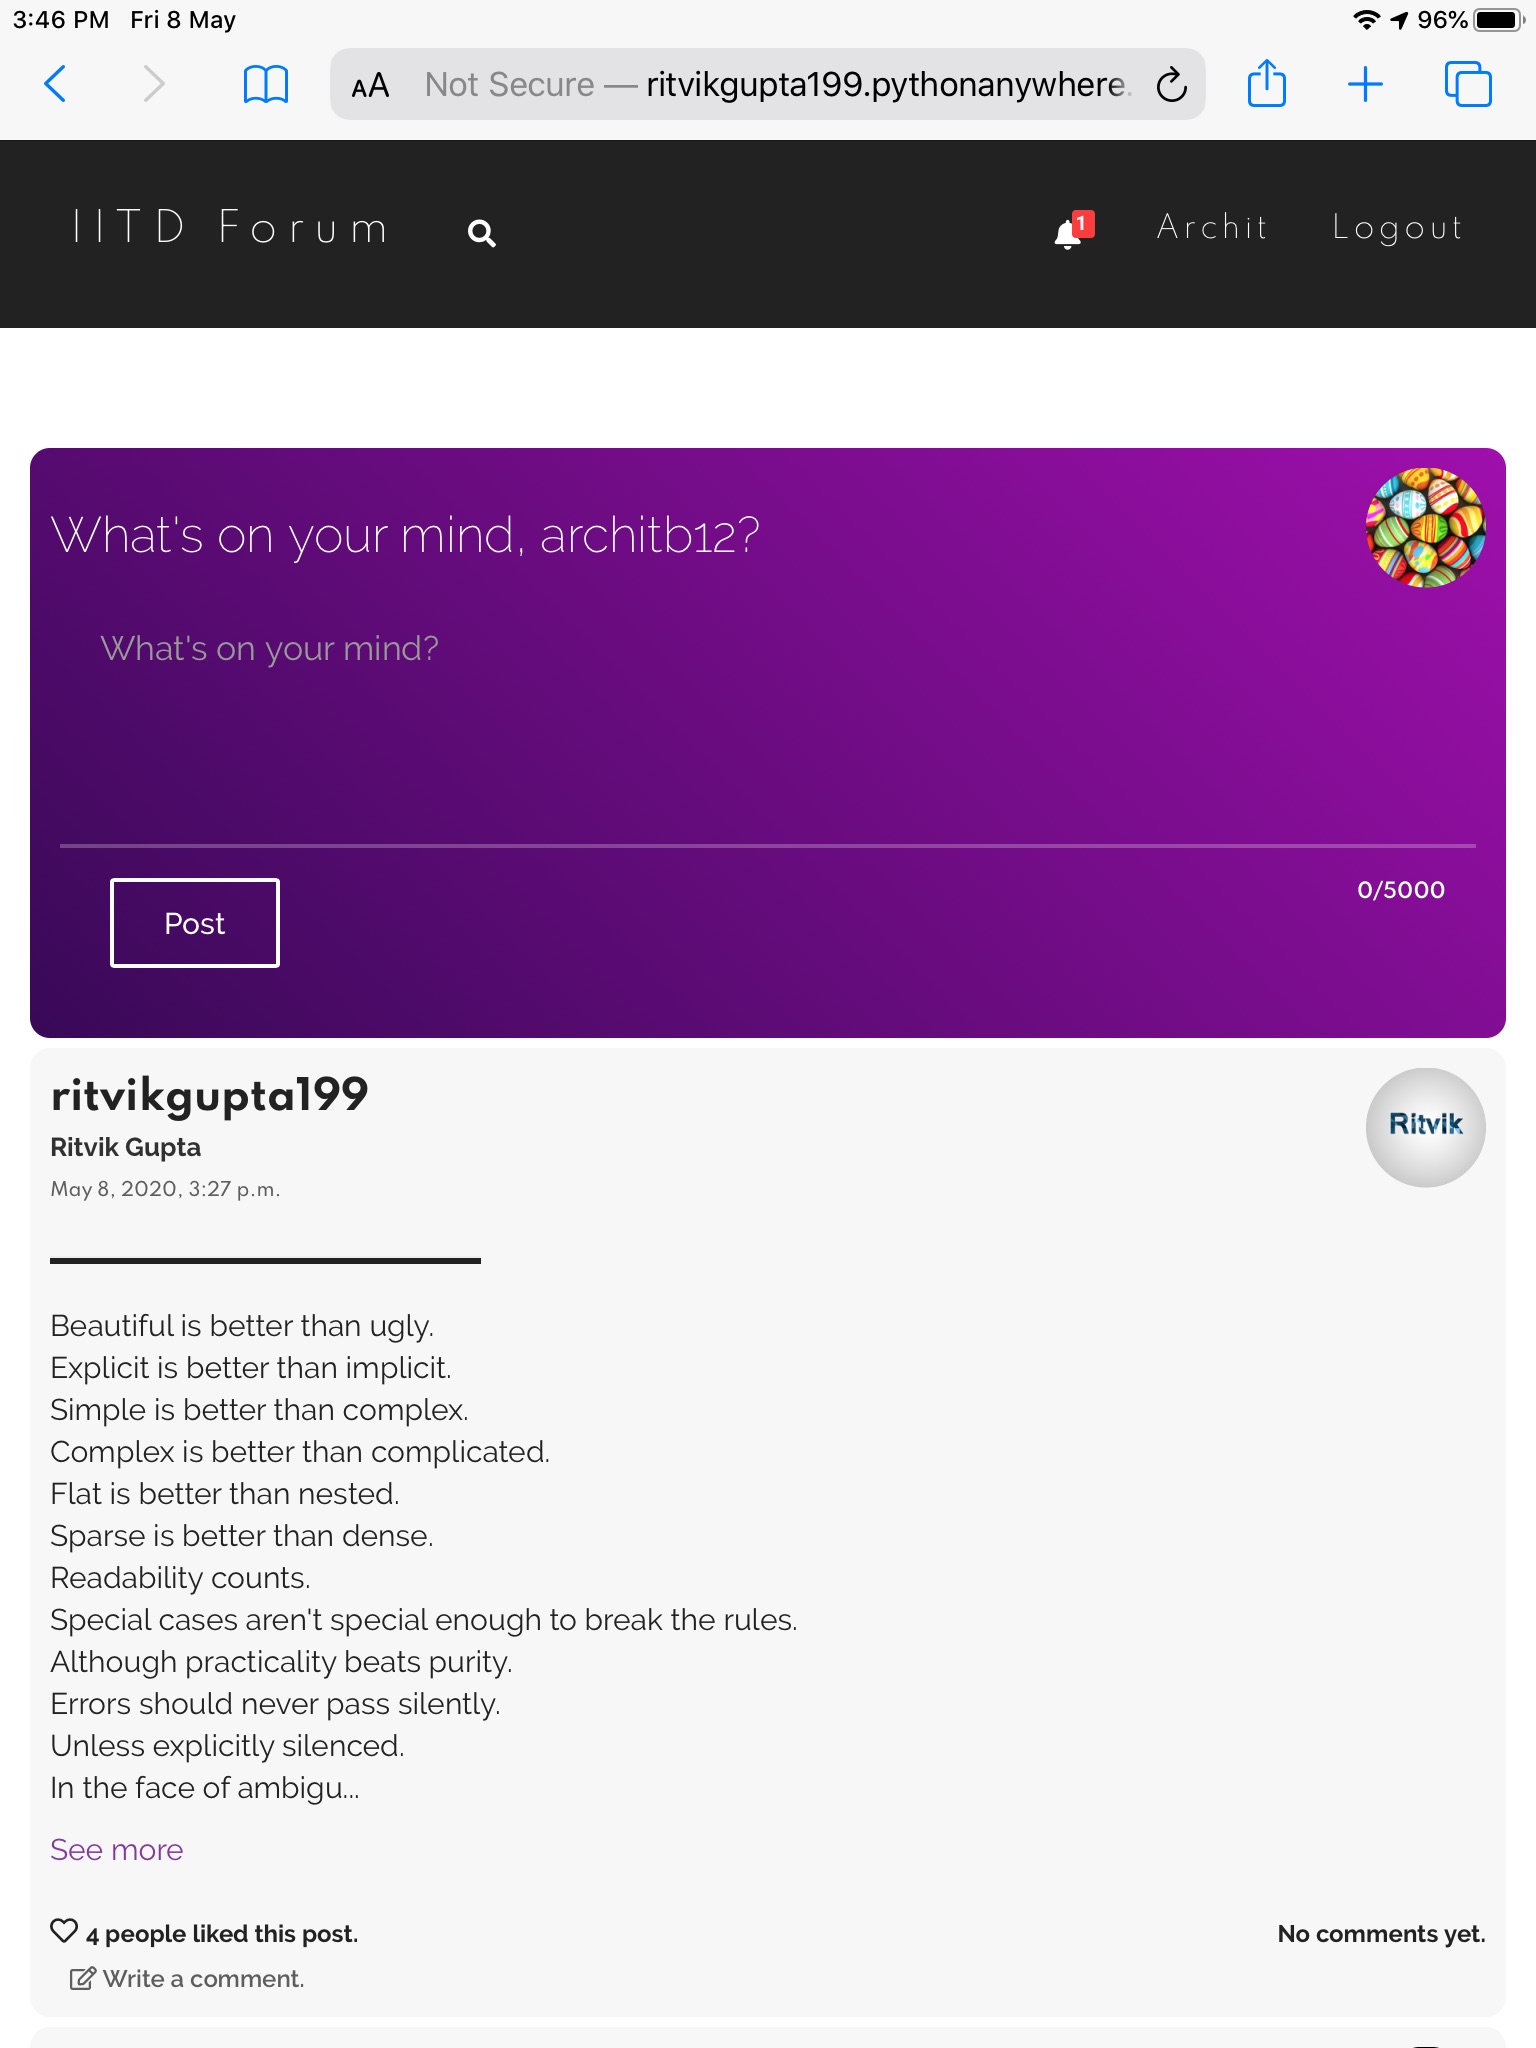 3:46 PM Fri 8 May 96%
AA Not Secure — ritvikgupta199.pythonanywhere.
IITD Forum 1 Archit Logout
What's on your mind, architb12?
What's on your mind?
0/5000
Post
ritvikgupta199
Ritvik
Ritvik Gupta
May 8, 2020, 3:27 p.m.
Beautiful is better than ugly.
Explicit is better than implicit.
Simple is better than complex.
Complex is better than complicated.
Flat is better than nested.
Sparse is better than dense.
Readability counts.
Special cases aren't special enough to break the rules.
Although practicality beats purity.
Errors should never pass silently.
Unless explicitly silenced.
In the face of ambigu...
See more
4 people liked this post. No comments yet.
Write a comment.